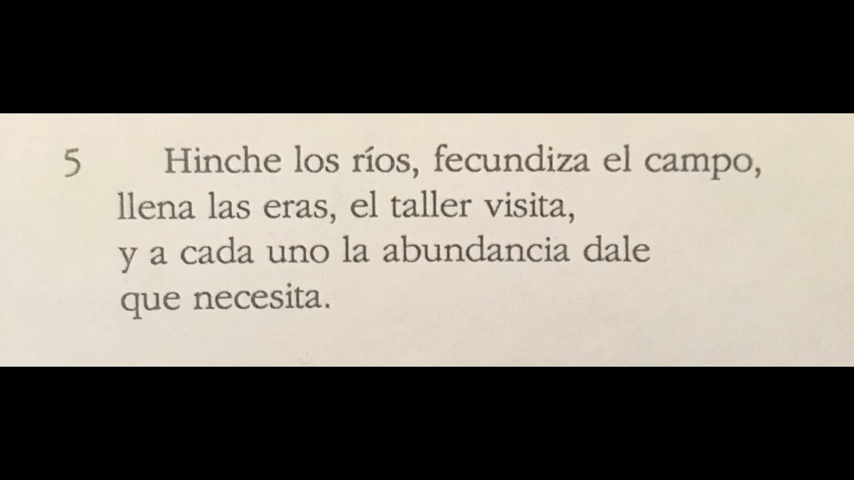 5 Hinche los ríos, fecundiza el campo,
llena las eras, el taller visita,
y a cada uno la abundancia dale
que necesita.